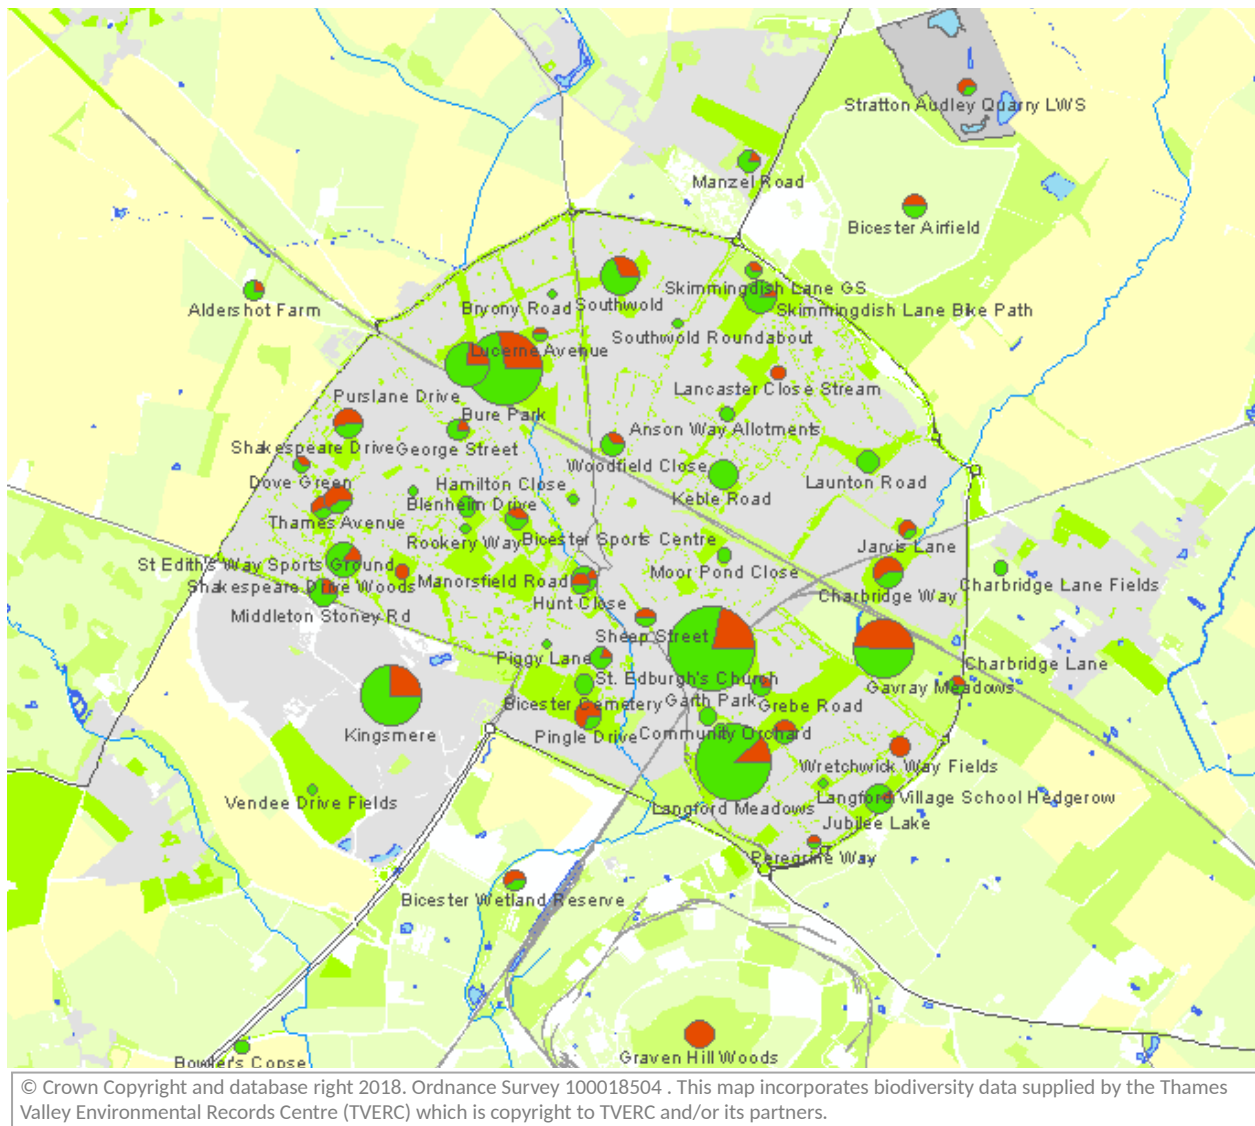 Stratton Audley Quarry LWS
Manzel Road
Bicester Airfield
Skimmingdish Lane GS
Aldershot Farm
Bryony Road
Southwold
Skimmingdish Lane Bike Path
Southwold Roundabout
Lucerne Avenue
Lancaster Close Stream
Purslane Drive
Bure Park
Anson Way Allotments
Shakespeare Drive
George Street
Woodfield Close
Dove Green
Hamilton Close
Keble Road
Launton Road
Blenheim Drive
Thames Avenue
Rookery Way
Bicester Sports Centre
Jarvis Lane
St Edith's Way Sports Ground
Moor Pond Close
Manorsfield Road
Charbridge Lane Fields
Shakespeare Drive Woods
Charbridge Way
Hunt Close
Middleton Stoney Rd
Sheep Street
Piggy Lane
Charbridge Lane
St. Edburgh's Church
Gavray Meadows
Bicester Cemetery
Garth Park
Grebe Road
Kingsmere
Pingle Drive
Community Orchard
Wretchwick Way Fields
Vendee Drive Fields
Langford Meadows
Langford Village School Hedgerow
Jubilee Lake
Peregrine Way
Bicester Wetland Reserve
Graven Hill Woods
Bowler's Copse
© Crown Copyright and database right 2018. Ordnance Survey 100018504 . This map incorporates biodiversity data supplied by the Thames
Valley Environmental Records Centre (TVERC) which is copyright to TVERC and/or its partners.